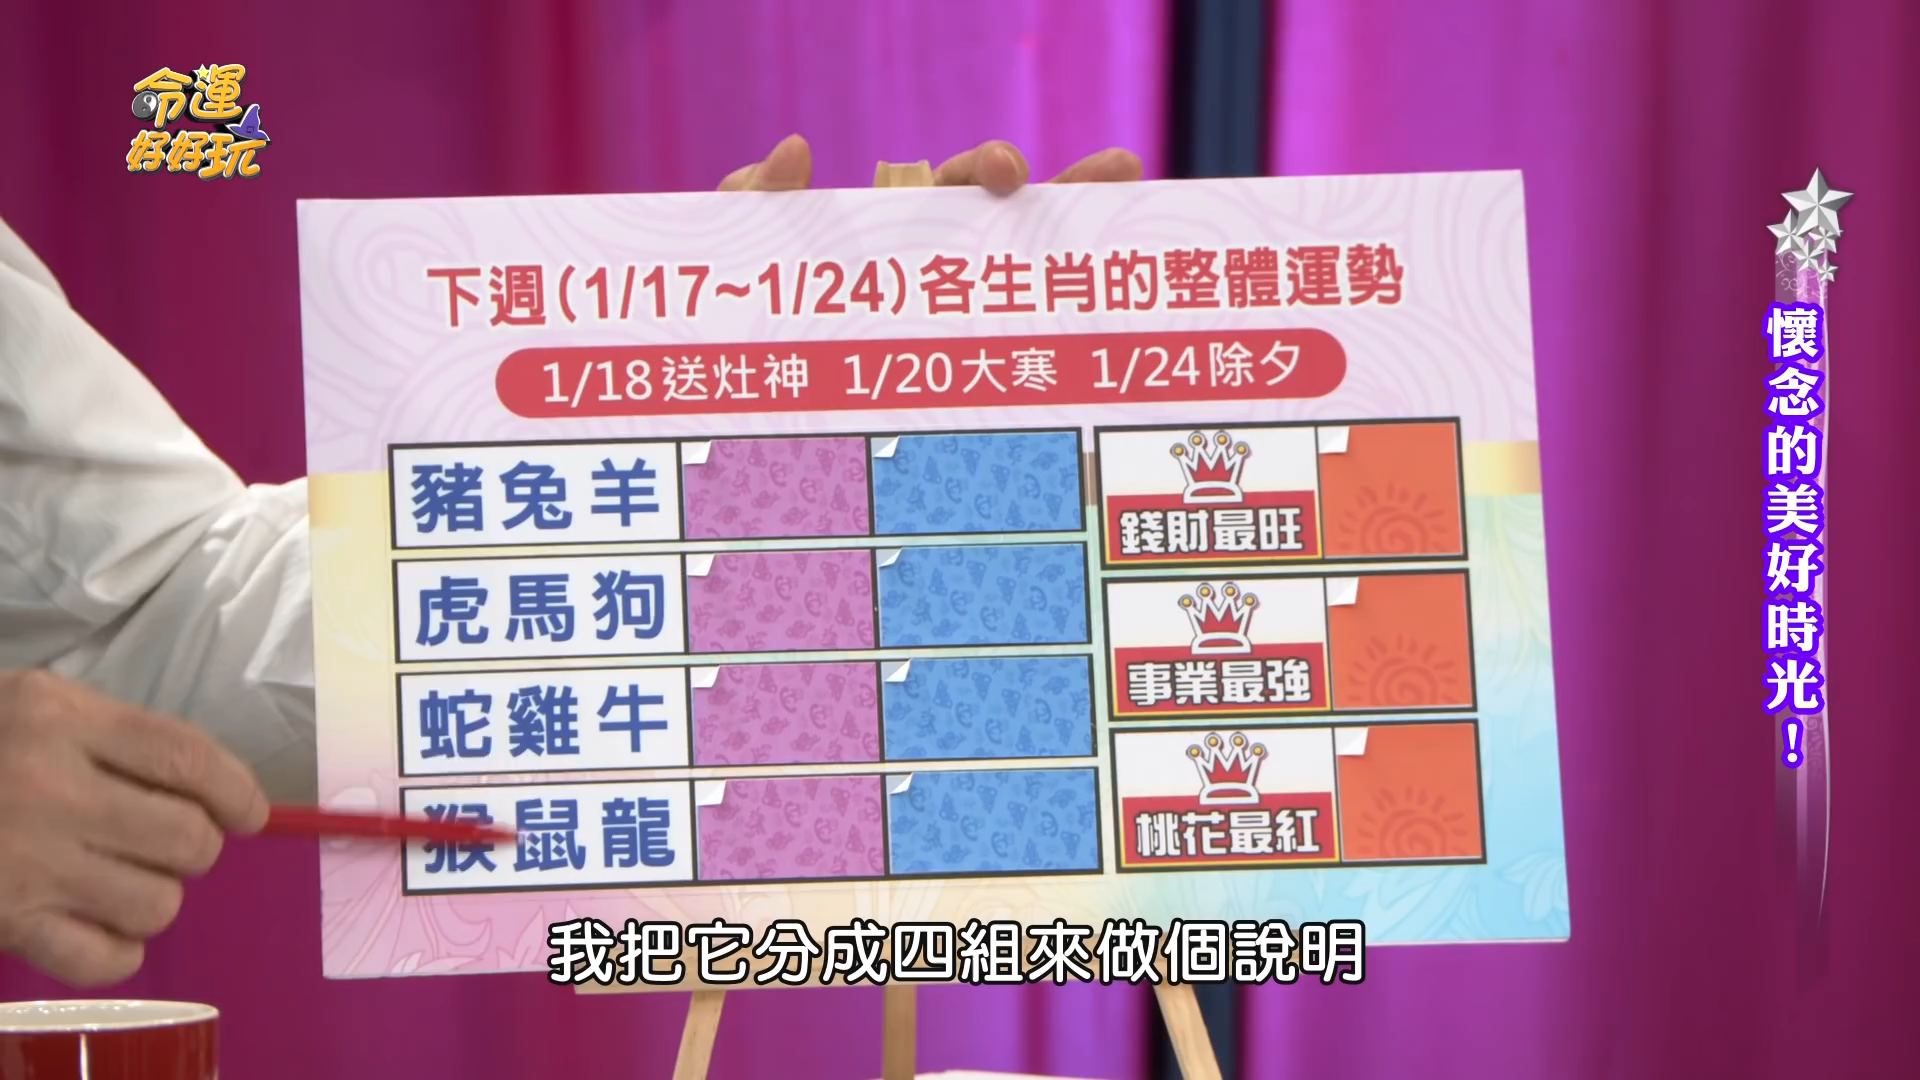 命運
好好玩
下週(1/17~1/24)各生肖的整體運勢
1/18送灶神 1/20大寒 1/24除夕
豬兔羊
虎馬狗
蛇雞牛
猴鼠龍
錢財最旺
事業最強
桃花最紅
懷念的美好時光!
我把它分成四組來做個說明